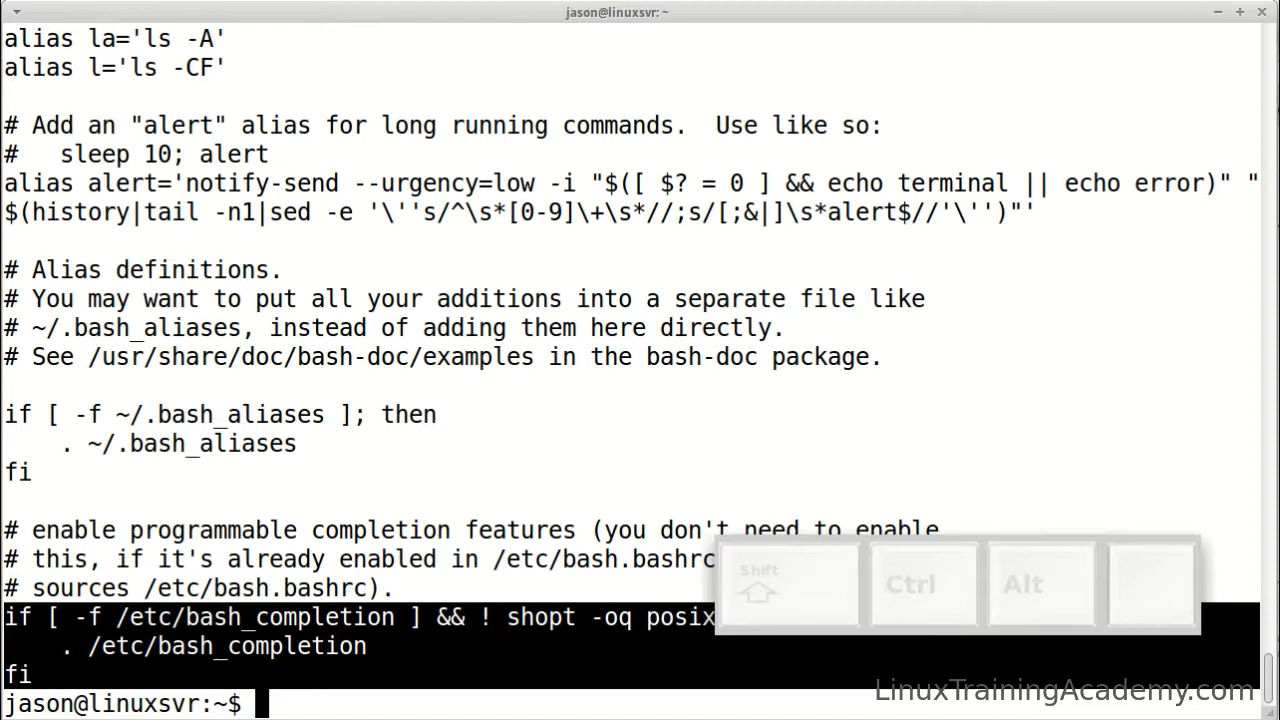 jason@linuxsvr: ~
alias la='ls -A'
alias l='ls -CF'
# Add an "alert" alias for long running commands.  Use like so:
#   sleep 10; alert
alias alert='notify-send --urgency=low -i "$([ $? = 0 ] && echo terminal || echo error)" "
$(history|tail -n1|sed -e '\''s/^\s*[0-9]\+\s*//;s/[;&|]\s*alert$//'\'')"'
# Alias definitions.
# You may want to put all your additions into a separate file like
# ~/.bash_aliases, instead of adding them here directly.
# See /usr/share/doc/bash-doc/examples in the bash-doc package.
if [ -f ~/.bash_aliases ]; then
    . ~/.bash_aliases
fi
# enable programmable completion features (you don't need to enable
# this, if it's already enabled in /etc/bash.bashrc
# sources /etc/bash.bashrc).
if [ -f /etc/bash_completion ] && ! shopt -oq posix
    . /etc/bash_completion
fi
jason@linuxsvr:~$
Shift
Ctrl
Alt
LinuxTrainingAcademy.com